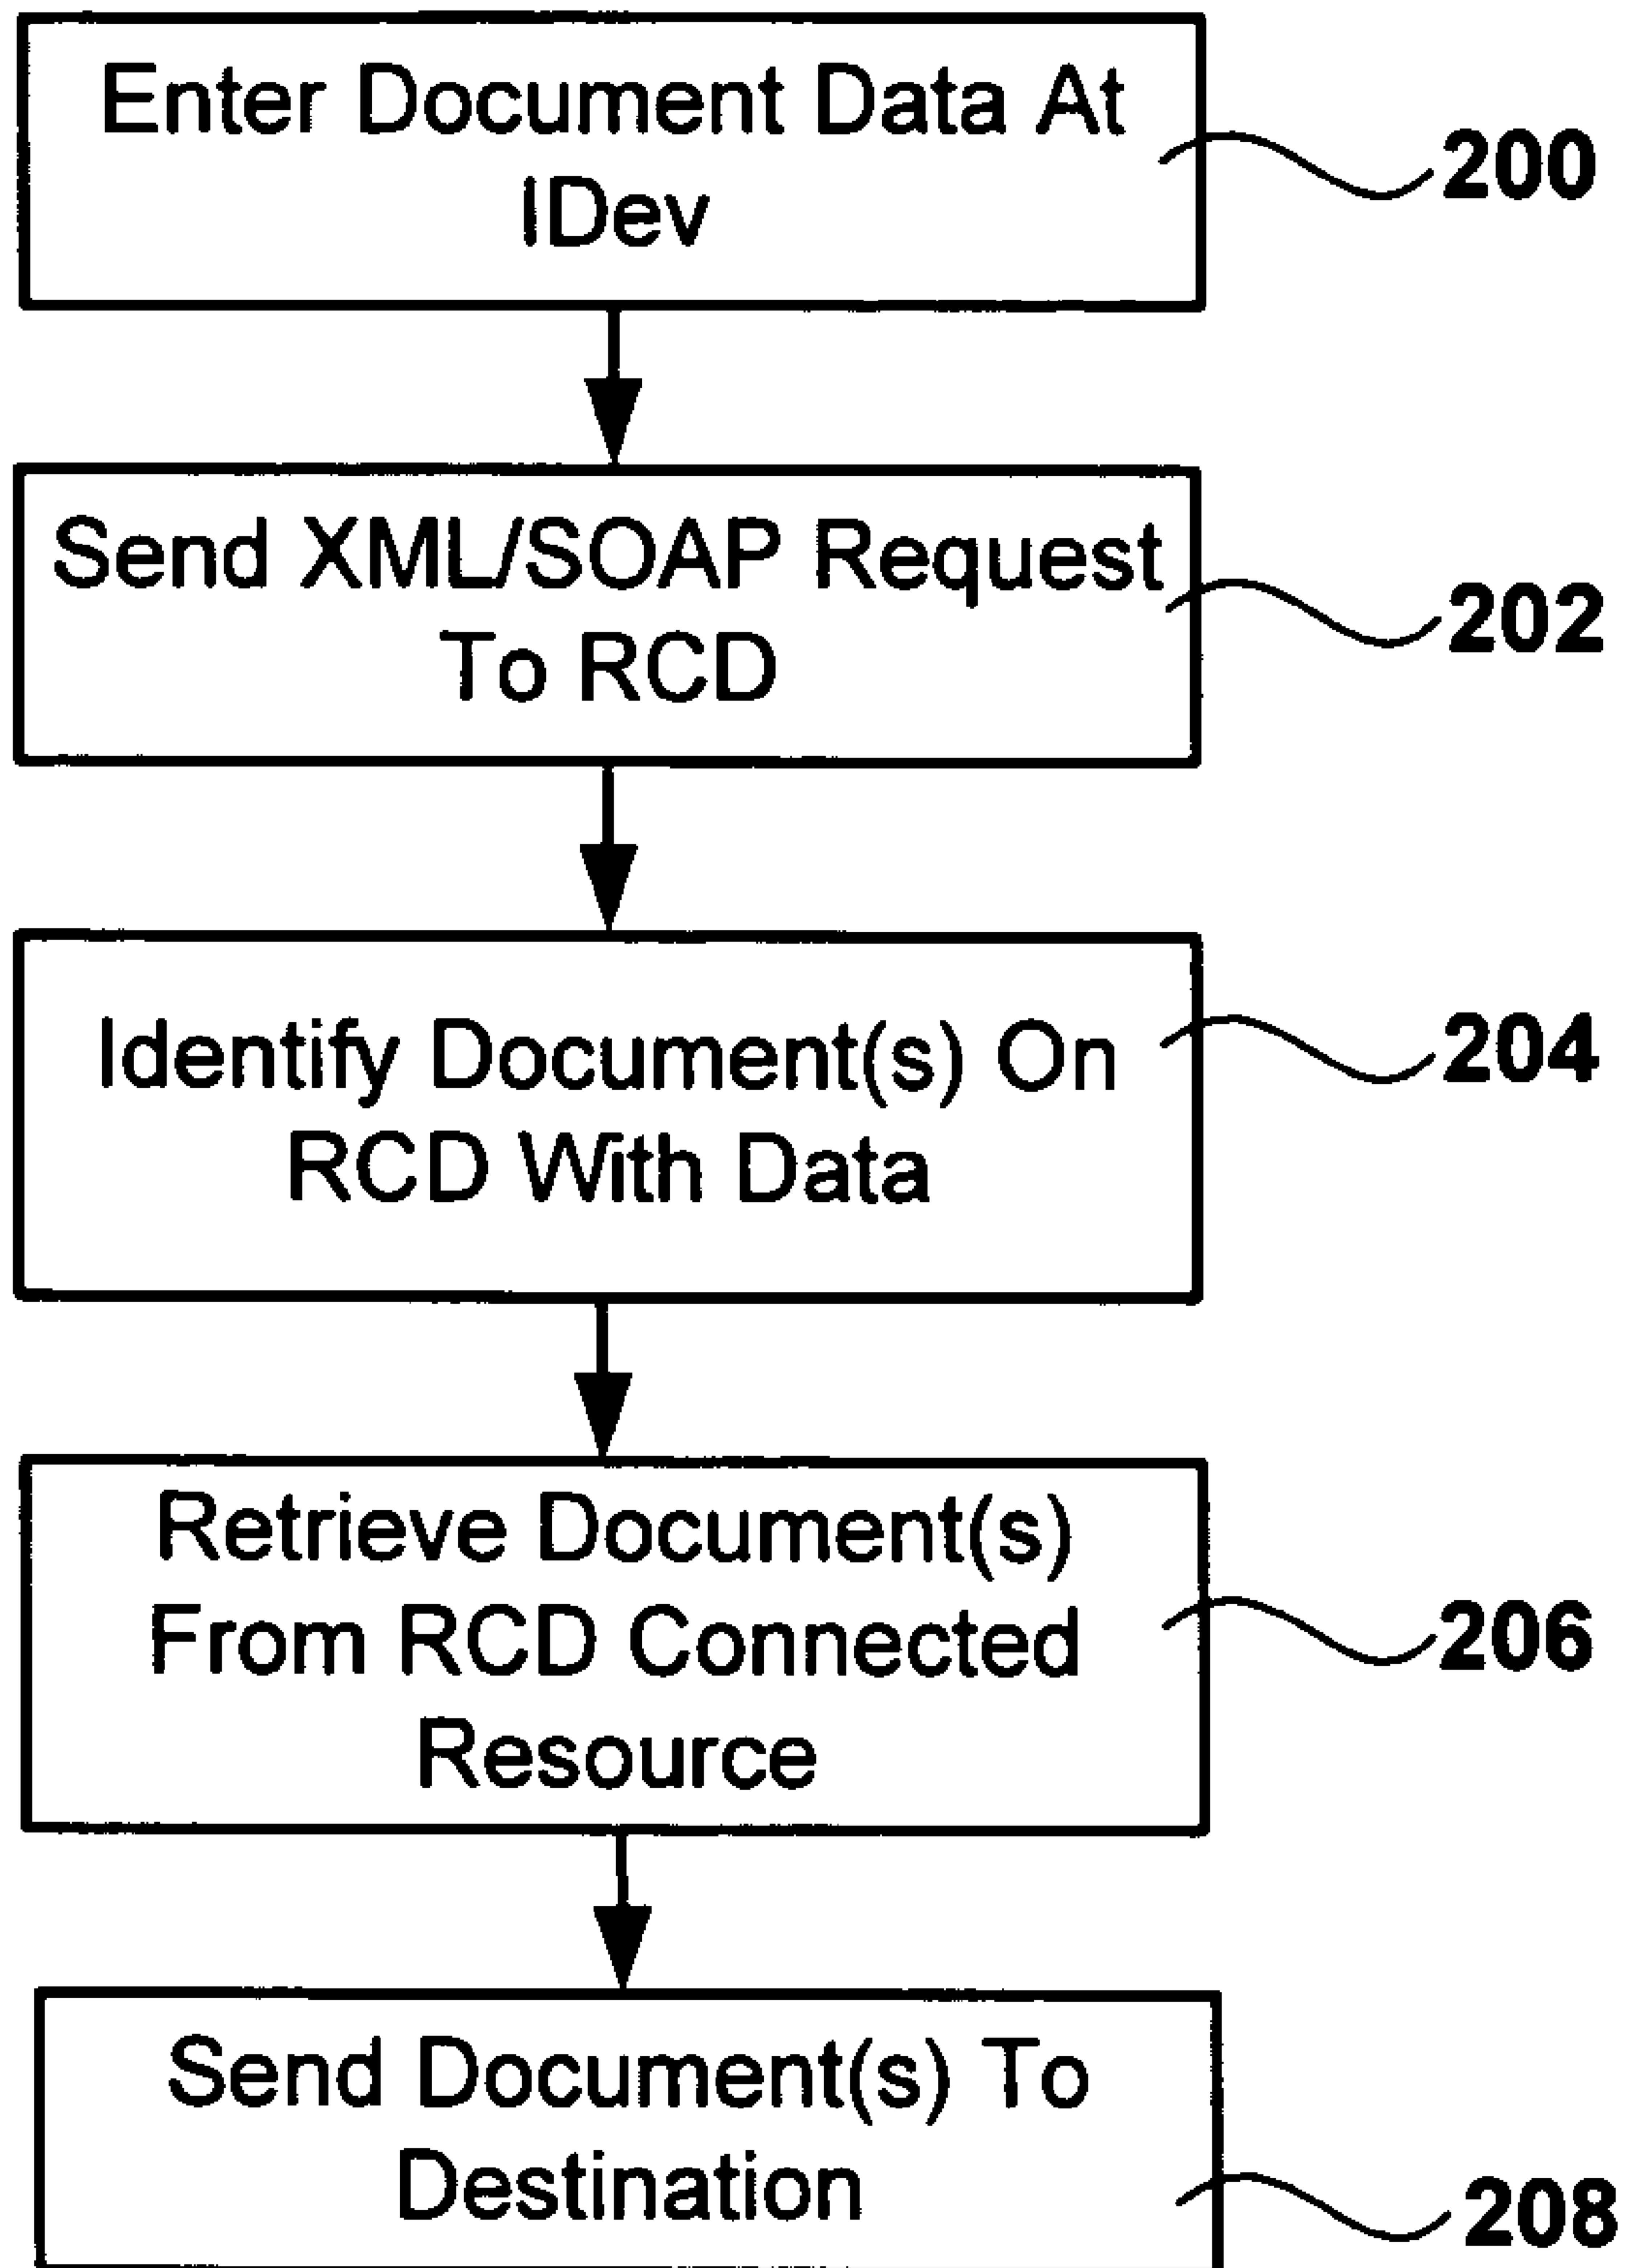 Enter Document Data At
IDev
200
Send XML/SOAP Request
To RCD
202
Identify Document(s) On
RCD With Data
204
Retrieve Document(s)
From RCD Connected
Resource
206
Send Document(s) To
Destination
208